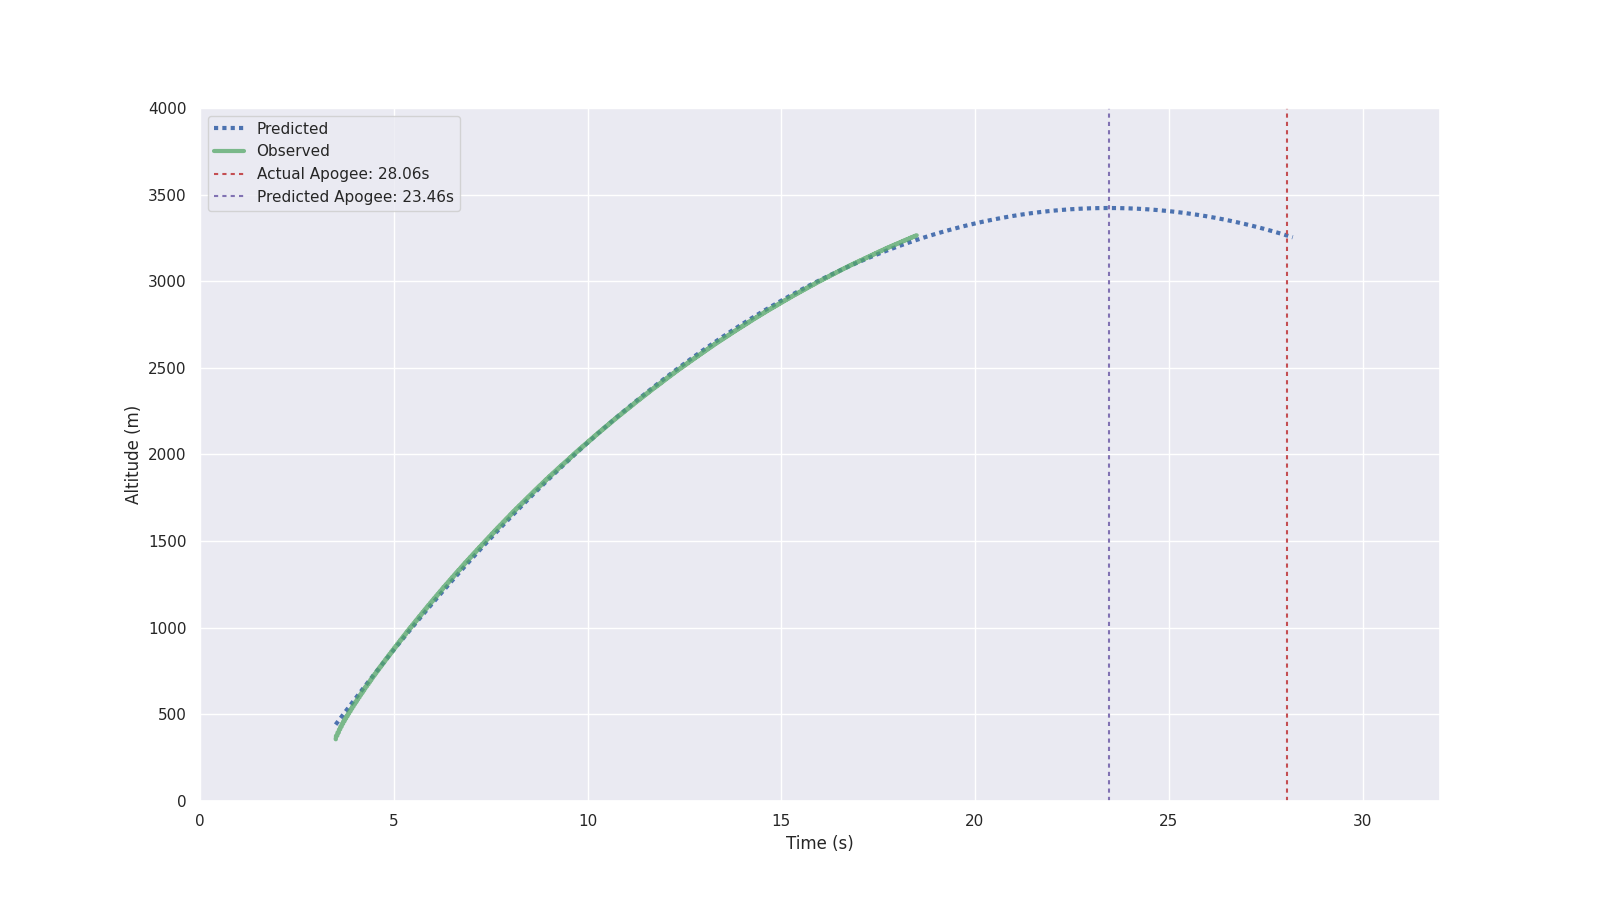 4000
3500
3000
2500
2000
1500
1000
500
0
Altitude (m)
Predicted
Observed
Actual Apogee: 28.06s
Predicted Apogee: 23.46s
0 5 10 15 20 25 30
Time (s)